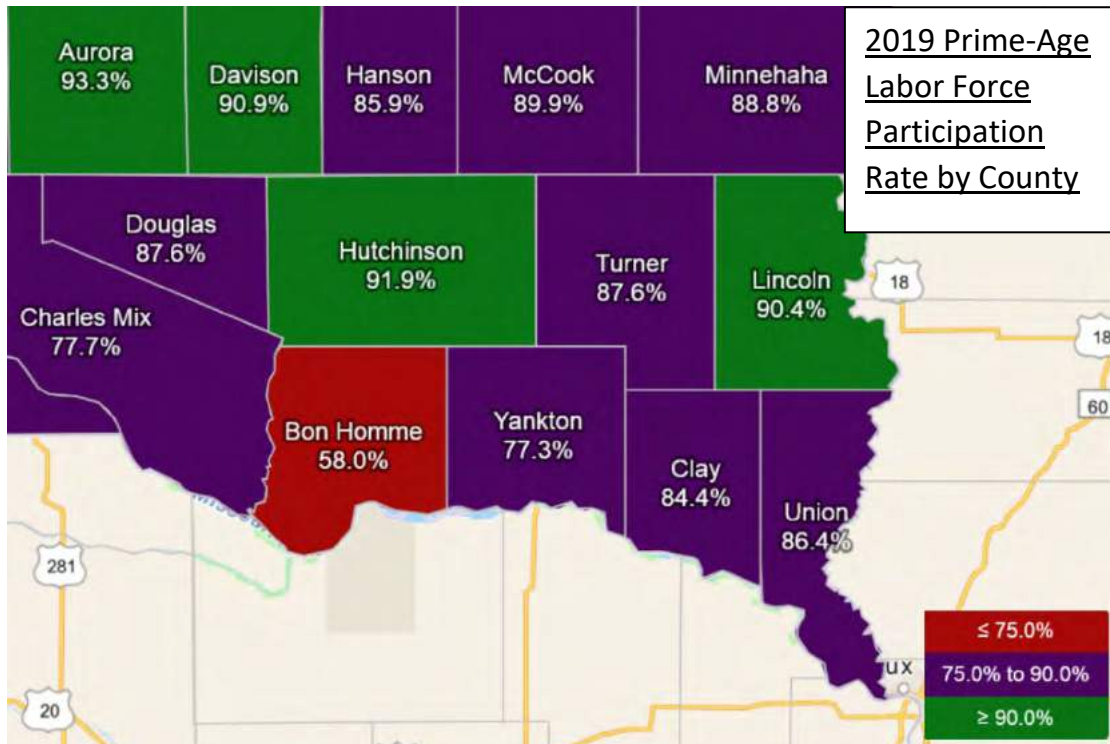 2019 Prime-Age
Labor Force
Participation
Rate by County
Aurora
93.3%
Davison
90.9%
Hanson
85.9%
McCook
89.9%
Minnehaha
88.8%
Douglas
87.6%
Hutchinson
91.9%
Turner
87.6%
Lincoln
90.4%
Charles Mix
77.7%
Bon Homme
58.0%
Yankton
77.3%
Clay
84.4%
Union
86.4%
18
18
60
281
20
ux
≤ 75.0%
75.0% to 90.0%
≥ 90.0%